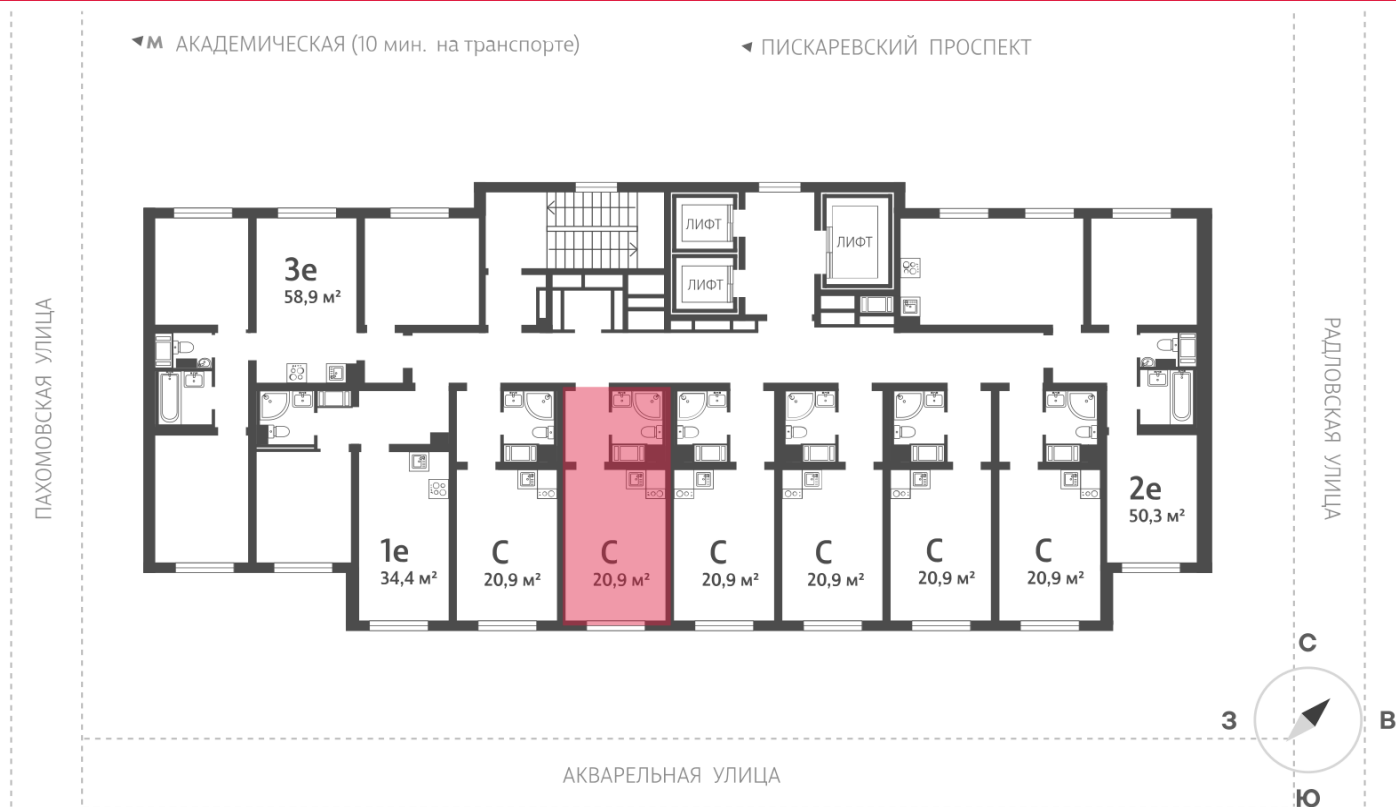 М АКАДЕМИЧЕСКАЯ (10 мин. на транспорте)
ПИСКАРЕВСКИЙ ПРОСПЕКТ
ПАХОМОВСКАЯ УЛИЦА
РАДЛОВСКАЯ УЛИЦА
ЛИФТ
ЛИФТ
ЛИФТ
3е
58,9 м²
2е
50,3 м²
1е
34,4 м²
С
20,9 м²
С
20,9 м²
С
20,9 м²
С
20,9 м²
С
20,9 м²
С
20,9 м²
С
З
В
Ю
АКВАРЕЛЬНАЯ УЛИЦА